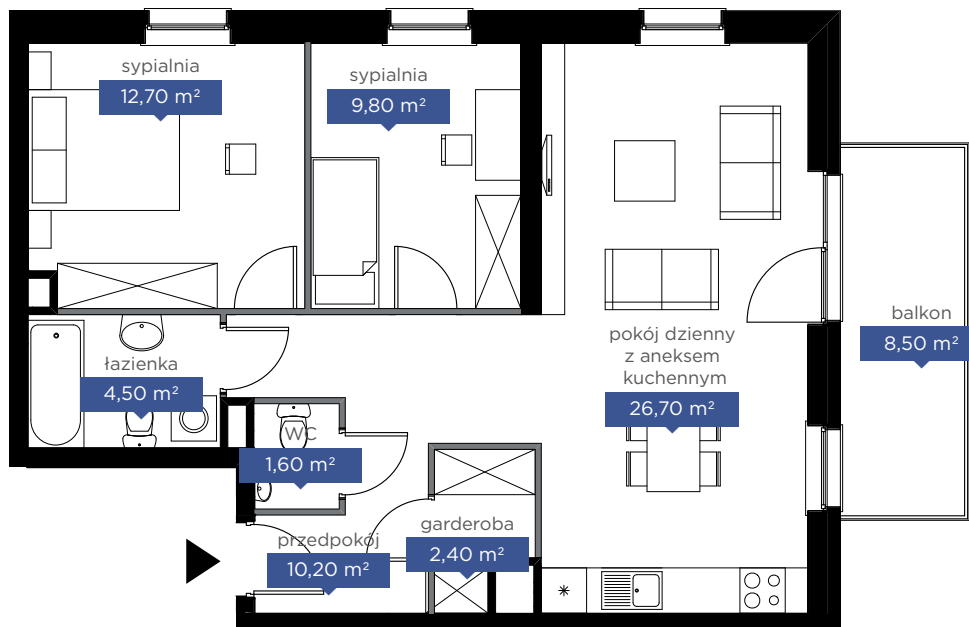 sypialnia
12,70 m²
sypialnia
9,80 m²
balkon
8,50 m²
pokój dzienny
z aneksem
kuchennym
26,70 m²
łazienka
4,50 m²
WC
1,60 m²
garderoba
2,40 m²
przedpokój
10,20 m²